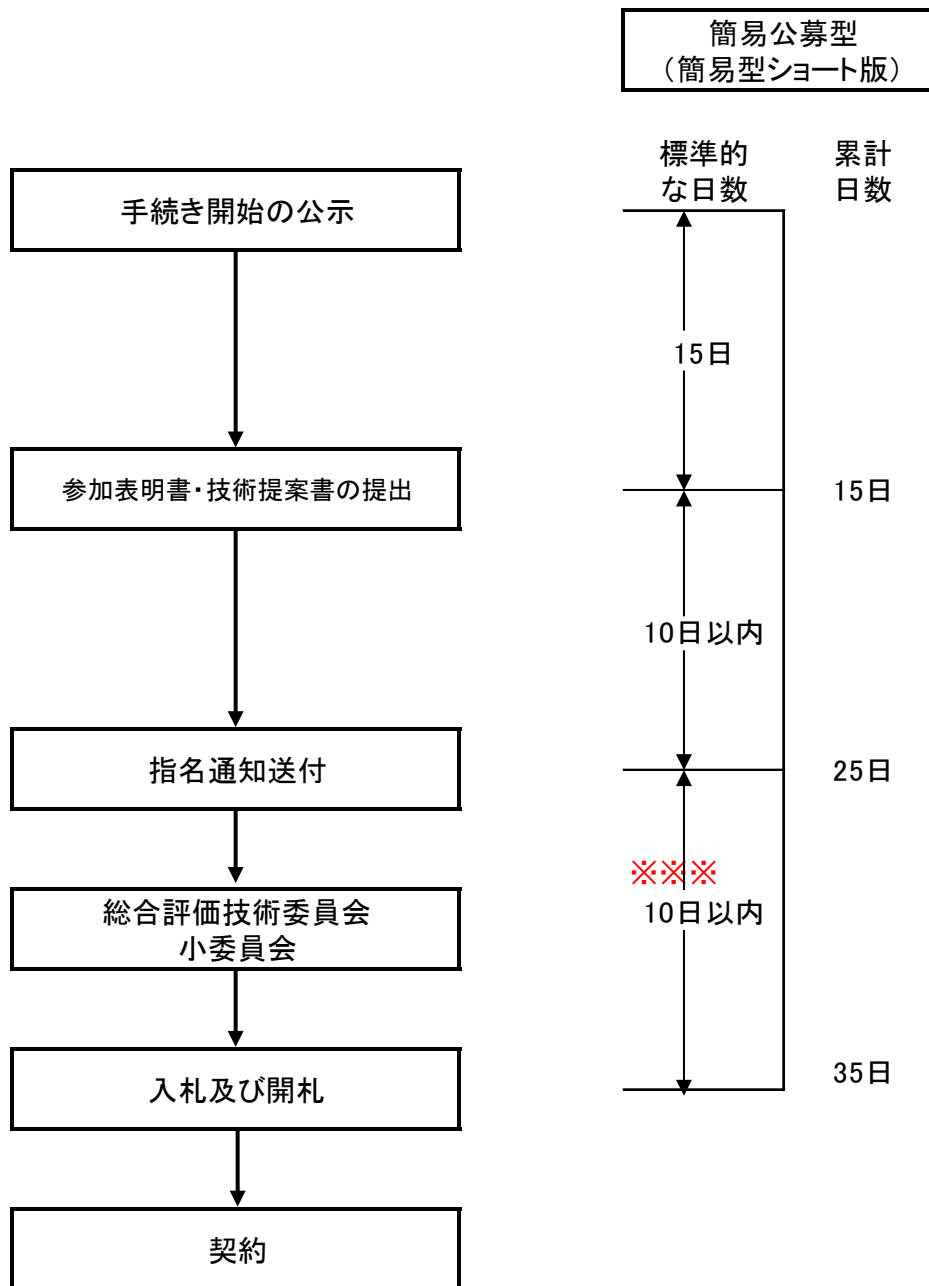 簡易公募型
（簡易型ショート版）
標準的
な日数
累計
日数
手続き開始の公示
15日
参加表明書・技術提案書の提出
15日
10日以内
指名通知送付
25日
※※※
10日以内
総合評価技術委員会
小委員会
入札及び開札
35日
契約